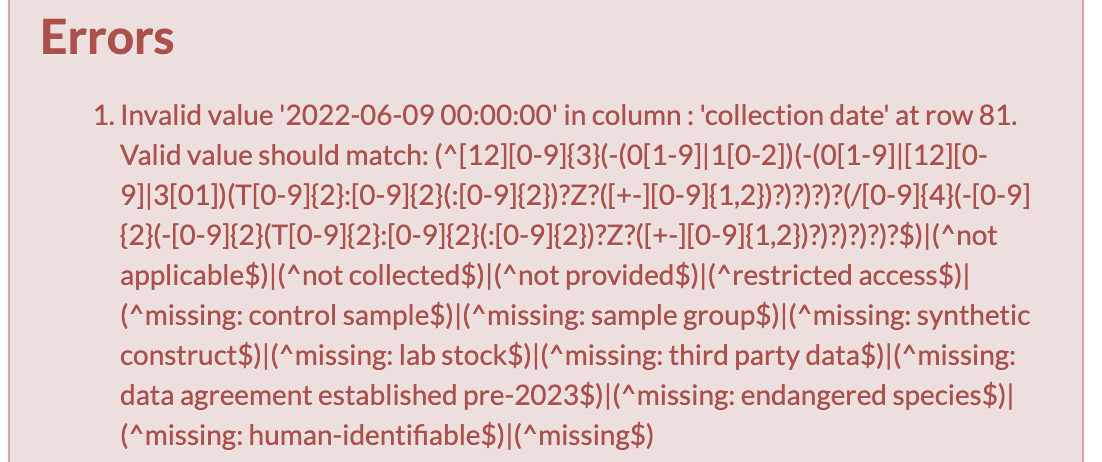 Errors
1. Invalid value '2022-06-09 00:00:00' in column : 'collection date' at row 81.
Valid value should match: (^[12][0-9]{3}(-(0[1-9]|1[0-2])(-(0[1-9]|[12][0-
9]|3[01])(T[0-9]{2}:[0-9]{2}(:[0-9]{2})?Z?([+-][0-9]{1,2})?)?)?)?(/[0-9]{4}(-[0-9]
{2}(-[0-9]{2}(T[0-9]{2}:[0-9]{2}(:[0-9]{2})?Z?([+-][0-9]{1,2})?)?)?)?)?$)|(^not
applicable$)|(^not collected$)|(^not provided$)|(^restricted access$)|
(^missing: control sample$)|(^missing: sample group$)|(^missing: synthetic
construct$)|(^missing: lab stock$)|(^missing: third party data$)|(^missing:
data agreement established pre-2023$)|(^missing: endangered species$)|
(^missing: human-identifiable$)|(^missing$)